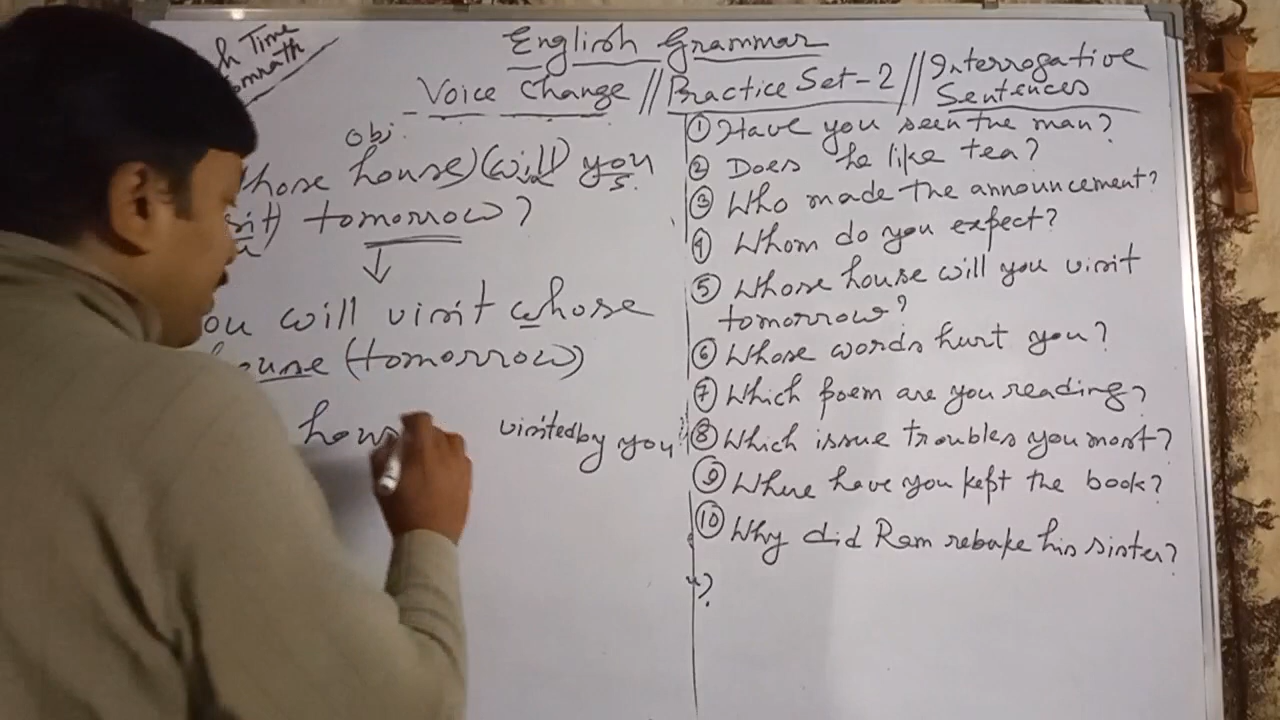 Time
English Grammar
Voice Change // Practice Set-2 // Interrogative Sentences
Obj.
house) (will) you
S.
tomorrow?
will visit whose
(tomorrow)
visited by you
?
① Have you seen the man?
② Does he like tea?
③ Who made the announcement?
④ Whom do you expect?
⑤ Whose house will you visit
tomorrow?
⑥ Whose words hurt you?
⑦ Which poem are you reading?
⑧ Which issue troubles you most?
⑨ Where have you kept the book?
⑩ Why did Ram rebuke his sister?
?